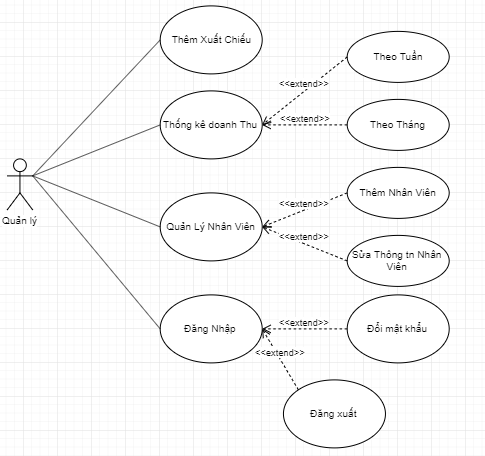 Thêm Xuất Chiếu
Theo Tuần
<<extend>>
Thống kê doanh Thu
<<extend>>
Theo Tháng
Quản lý
Thêm Nhân Viên
<<extend>>
Quản Lý Nhân Viên
<<extend>>
Sửa Thông tn Nhân
Viên
Đăng Nhập
<<extend>>
Đổi mật khẩu
<<extend>>
Đăng xuất